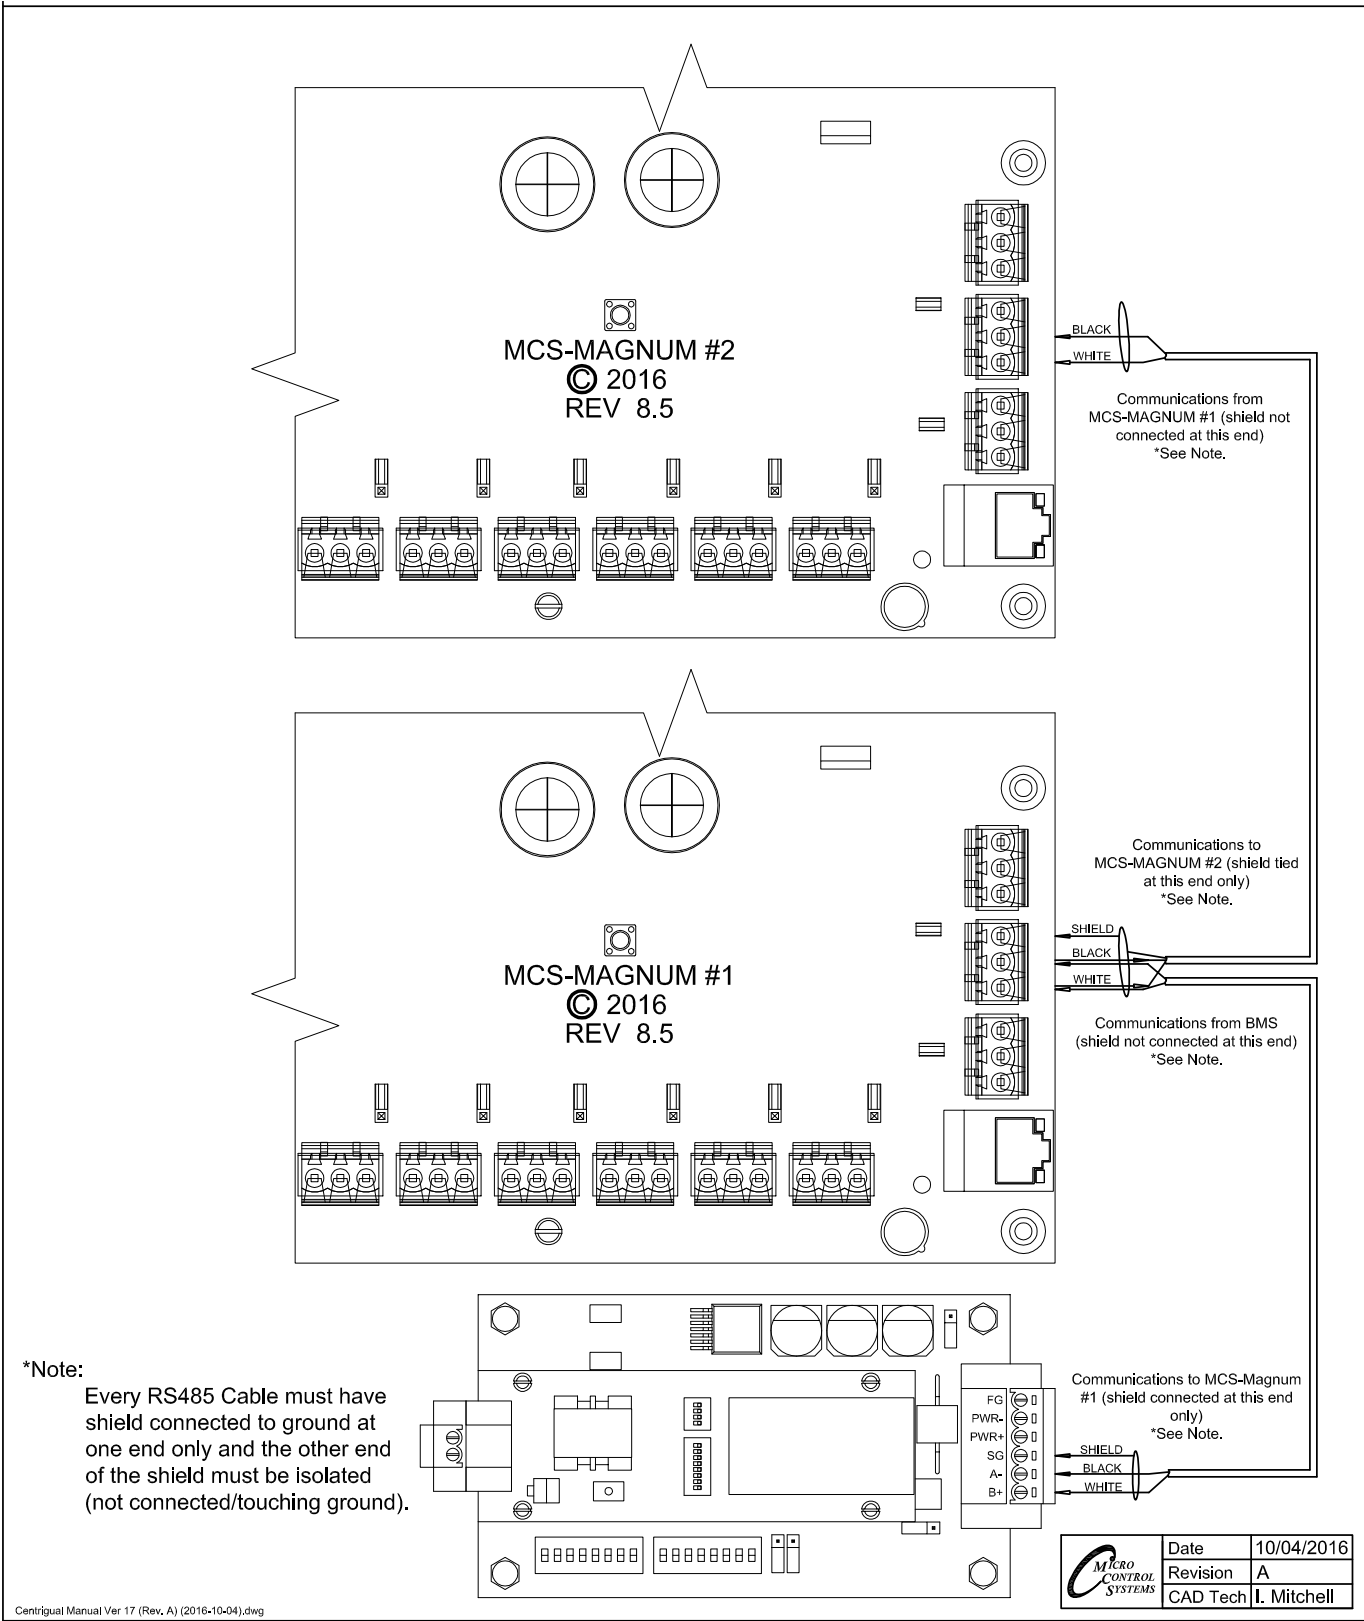 MCS-MAGNUM #2
© 2016
REV 8.5
BLACK
WHITE
Communications from
MCS-MAGNUM #1 (shield not
connected at this end)
*See Note.
Communications to
MCS-MAGNUM #2 (shield tied
at this end only)
*See Note.
MCS-MAGNUM #1
© 2016
REV 8.5
SHIELD
BLACK
WHITE
Communications from BMS
(shield not connected at this end)
*See Note.
*Note:
Every RS485 Cable must have
shield connected to ground at
one end only and the other end
of the shield must be isolated
(not connected/touching ground).
FG
PWR-
PWR+
SG
A-
B+
Communications to MCS-Magnum
#1 (shield connected at this end
only)
*See Note.
SHIELD
BLACK
WHITE
MICRO
CONTROL
SYSTEMS
Date 10/04/2016
Revision A
CAD Tech I. Mitchell
Centrigual Manual Ver 17 (Rev. A) (2016-10-04).dwg